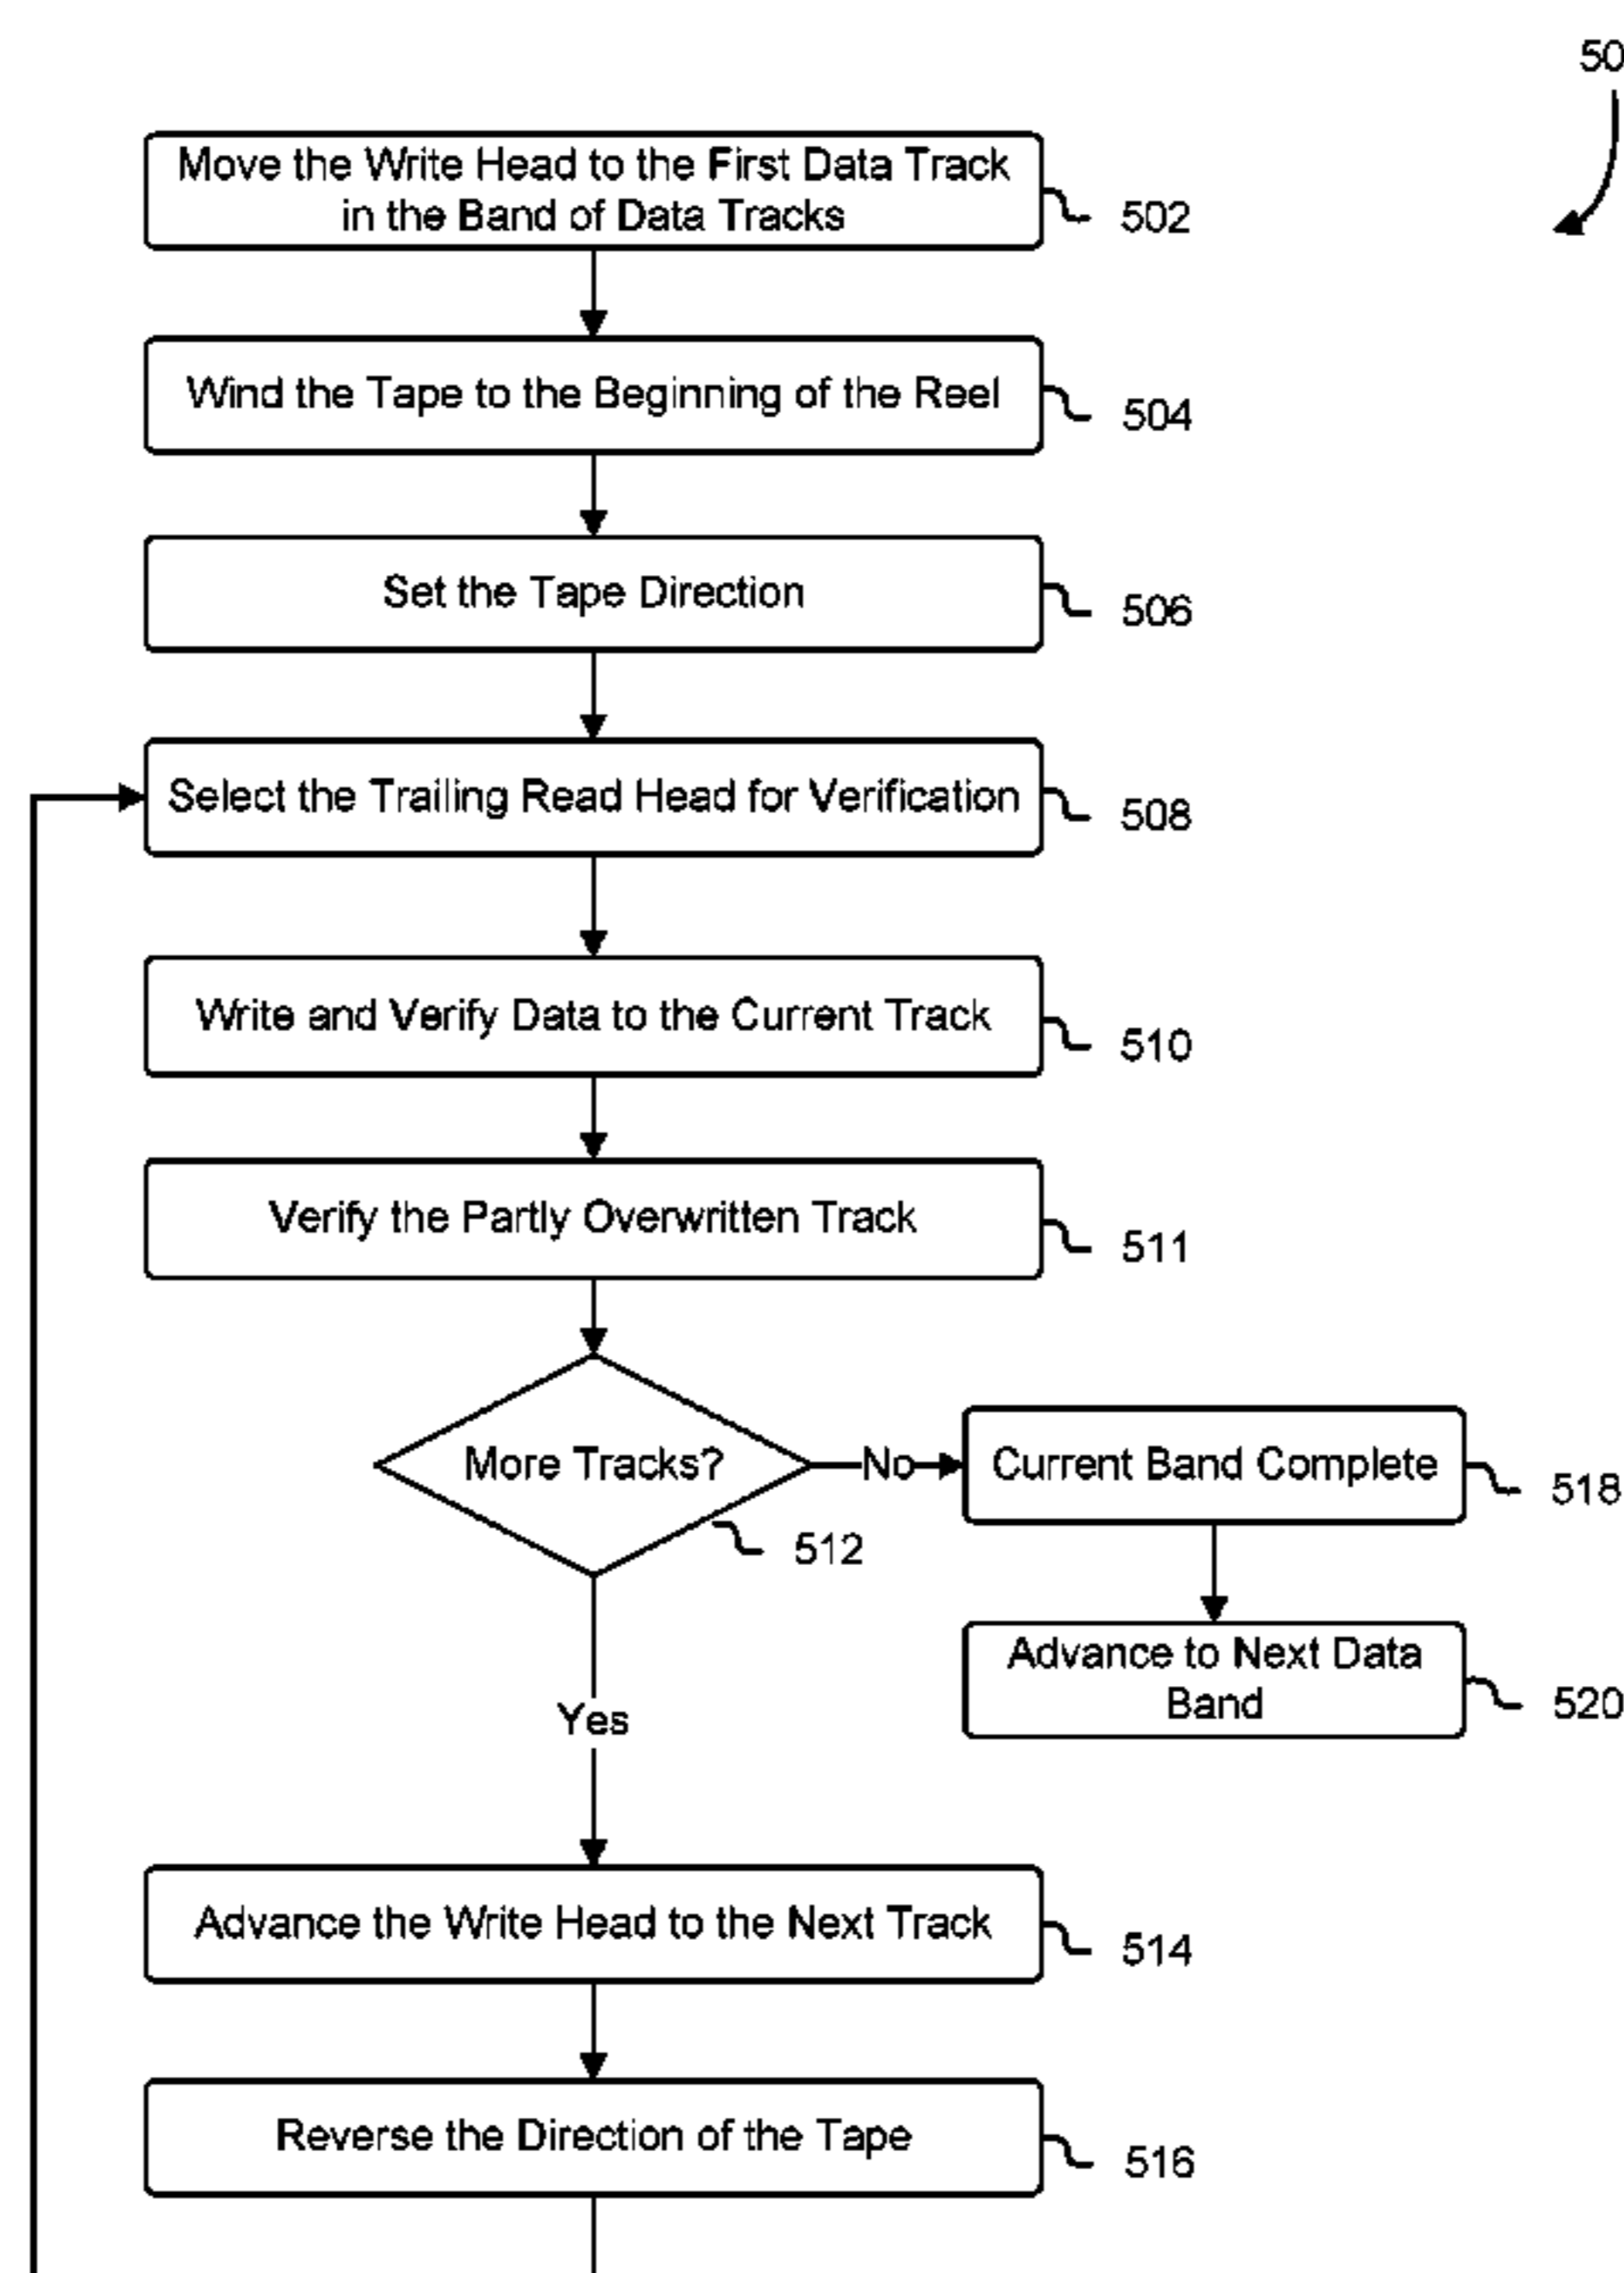 50
Move the Write Head to the First Data Track
in the Band of Data Tracks
502
Wind the Tape to the Beginning of the Reel
504
Set the Tape Direction
506
Select the Trailing Read Head for Verification
508
Write and Verify Data to the Current Track
510
Verify the Partly Overwritten Track
511
More Tracks?
No
Current Band Complete
518
512
Advance to Next Data
Band
520
Yes
Advance the Write Head to the Next Track
514
Reverse the Direction of the Tape
516